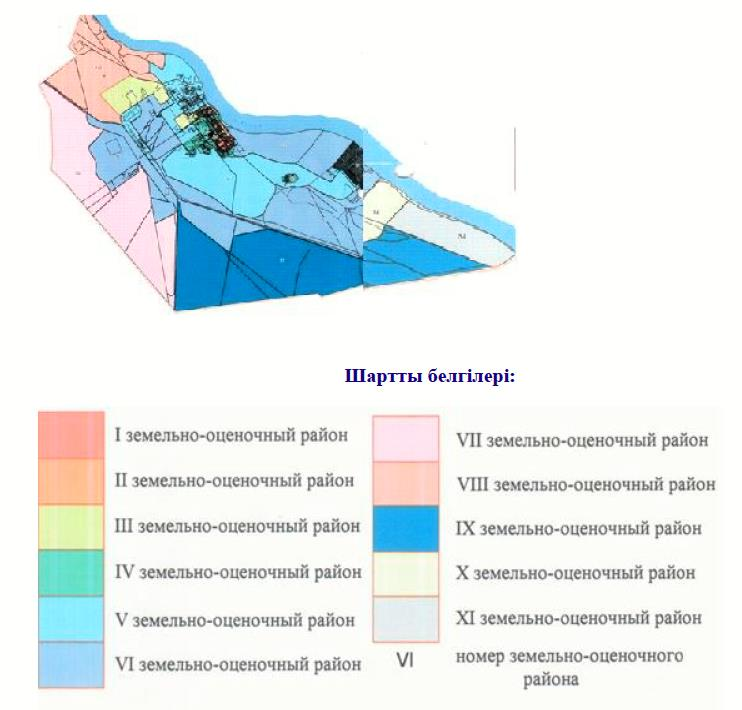 Шартты белгілері:
I земельно-оценочный район
II земельно-оценочный район
III земельно-оценочный район
IV земельно-оценочный район
V земельно-оценочный район
VI земельно-оценочный район
VII земельно-оценочный район
VIII земельно-оценочный район
IX земельно-оценочный район
X земельно-оценочный район
XI земельно-оценочный район
VI номер земельно-оценочного
района